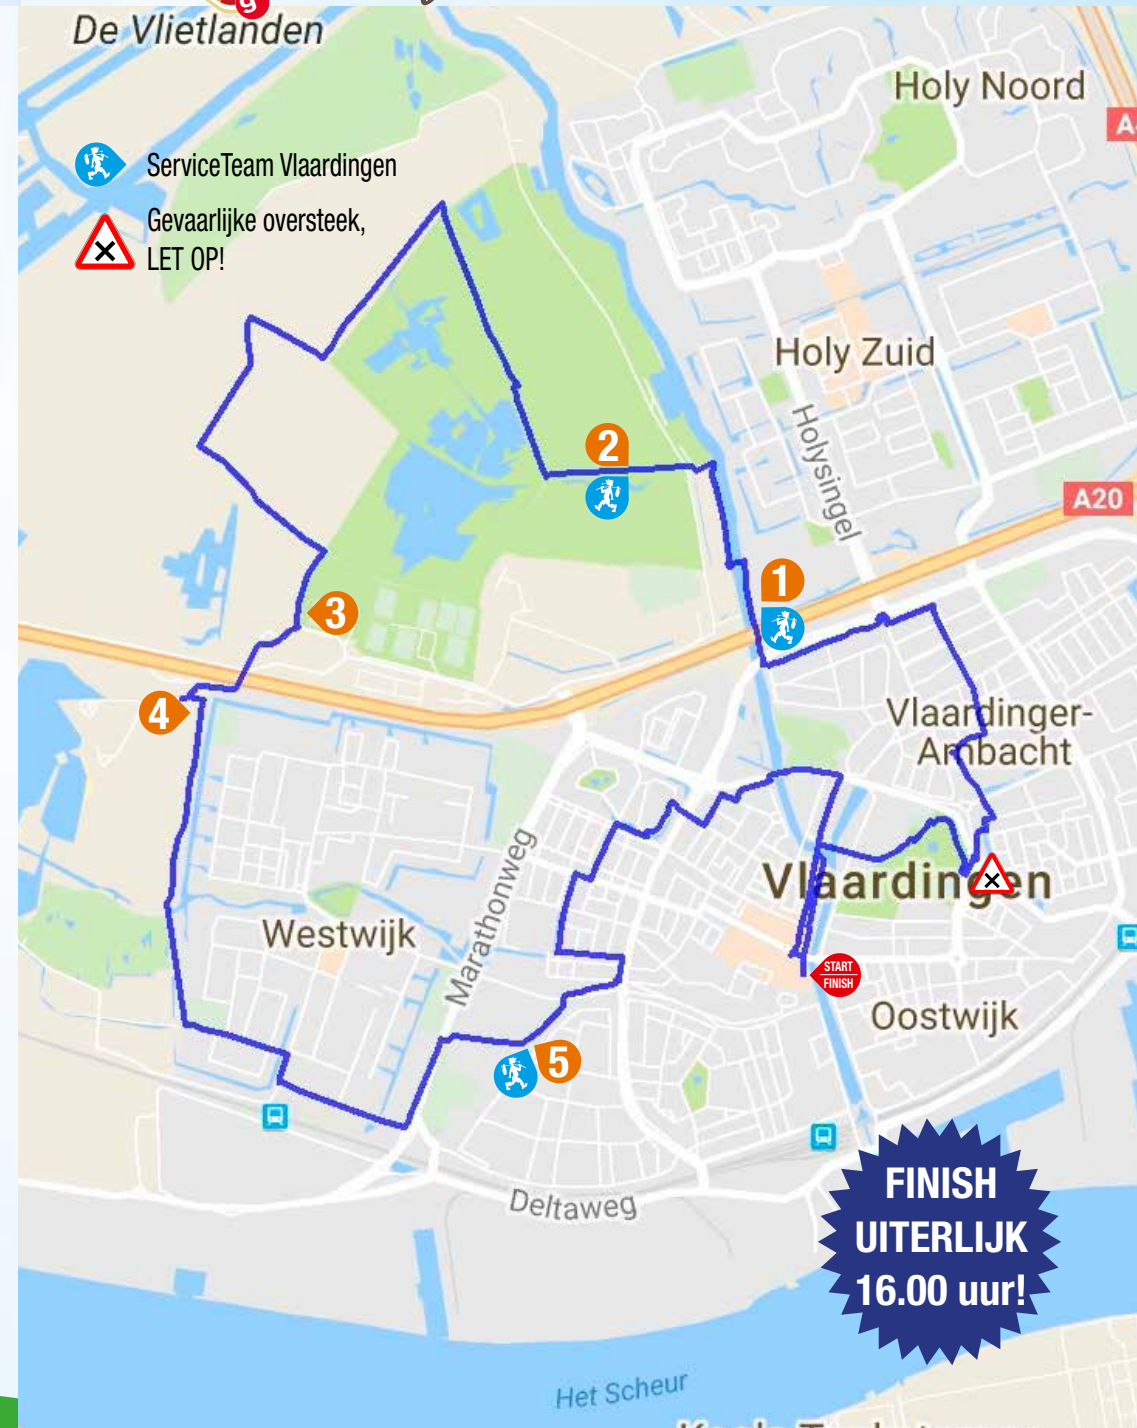 g
De Vlietlanden
Holy Noord
ServiceTeam Vlaardingen
Gevaarlijke oversteek,
LET OP!
Holy Zuid
Holysingel
2
A20
1
3
4
Vlaardinger-
Ambacht
Vlaardingen
Marathonweg
Westwijk
START
FINISH
Oostwijk
5
Deltaweg
FINISH
UITERLIJK
16.00 uur!
Het Scheur